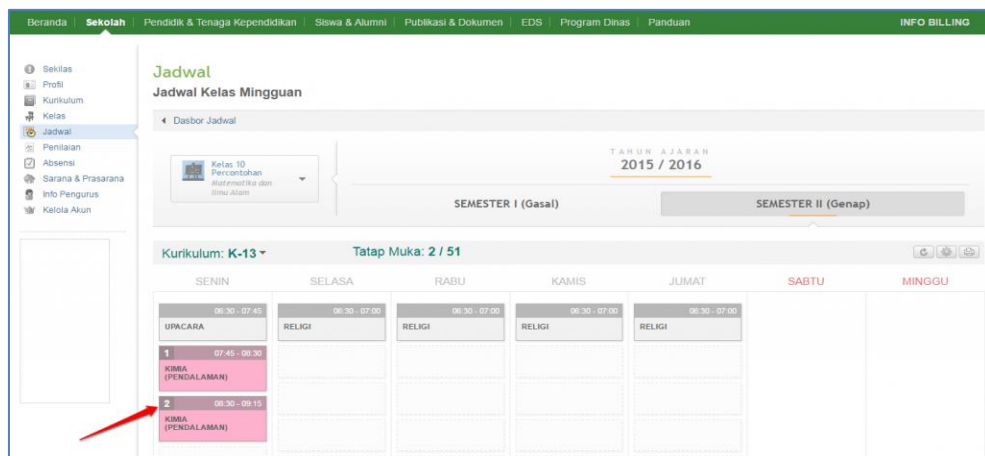 Beranda Sekolah Pendidik & Tenaga Kependidikan Siswa & Alumni Publikasi & Dokumen EDS Program Dinas Panduan INFO BILLING
Sekilas
Profil
Kurikulum
Kelas
Jadwal
Penilaian
Absensi
Sarana & Prasarana
Info Pengurus
Kelola Akun
Jadwal
Jadwal Kelas Mingguan
Dasbor Jadwal
Kelas 10
Percontohan
Matematika dan
Ilmu Alam
TAHUN AJARAN
2015 / 2016
SEMESTER I (Gasal) SEMESTER II (Genap)
Kurikulum: K-13 Tatap Muka: 2 / 51
SENIN SELASA RABU KAMIS JUMAT SABTU MINGGU
06:30 - 07:45 06:30 - 07:00 06:30 - 07:00 06:30 - 07:00 06:30 - 07:00
UPACARA RELIGI RELIGI RELIGI RELIGI
1 07:45 - 08:30
KIMIA
(PENDALAMAN)
2 08:30 - 09:15
KIMIA
(PENDALAMAN)